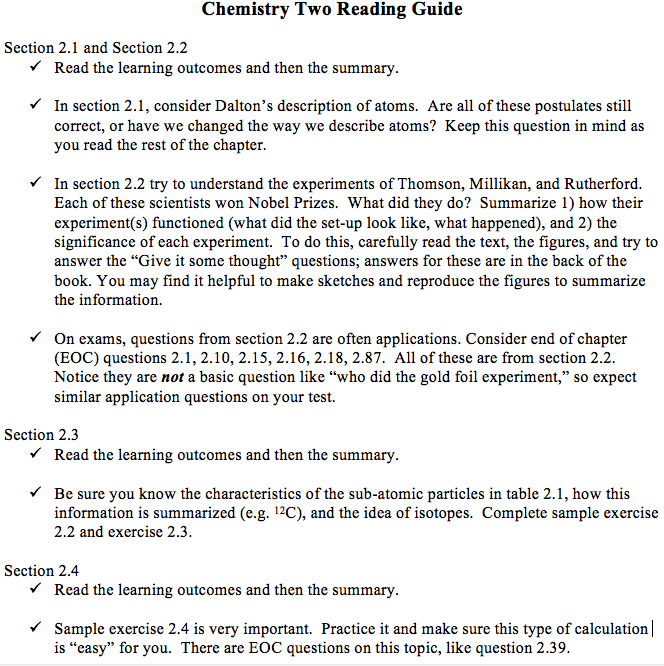 Chemistry Two Reading Guide
Section 2.1 and Section 2.2
✓ Read the learning outcomes and then the summary.
✓ In section 2.1, consider Dalton’s description of atoms.  Are all of these postulates still
correct, or have we changed the way we describe atoms?  Keep this question in mind as
you read the rest of the chapter.
✓ In section 2.2 try to understand the experiments of Thomson, Millikan, and Rutherford.
Each of these scientists won Nobel Prizes.  What did they do?  Summarize 1) how their
experiment(s) functioned (what did the set-up look like, what happened), and 2) the
significance of each experiment.  To do this, carefully read the text, the figures, and try to
answer the “Give it some thought” questions; answers for these are in the back of the
book. You may find it helpful to make sketches and reproduce the figures to summarize
the information.
✓ On exams, questions from section 2.2 are often applications. Consider end of chapter
(EOC) questions 2.1, 2.10, 2.15, 2.16, 2.18, 2.87.  All of these are from section 2.2.
Notice they are not a basic question like “who did the gold foil experiment,” so expect
similar application questions on your test.
Section 2.3
✓ Read the learning outcomes and then the summary.
✓ Be sure you know the characteristics of the sub-atomic particles in table 2.1, how this
information is summarized (e.g. ¹²C), and the idea of isotopes.  Complete sample exercise
2.2 and exercise 2.3.
Section 2.4
✓ Read the learning outcomes and then the summary.
✓ Sample exercise 2.4 is very important.  Practice it and make sure this type of calculation
is “easy” for you.  There are EOC questions on this topic, like question 2.39.